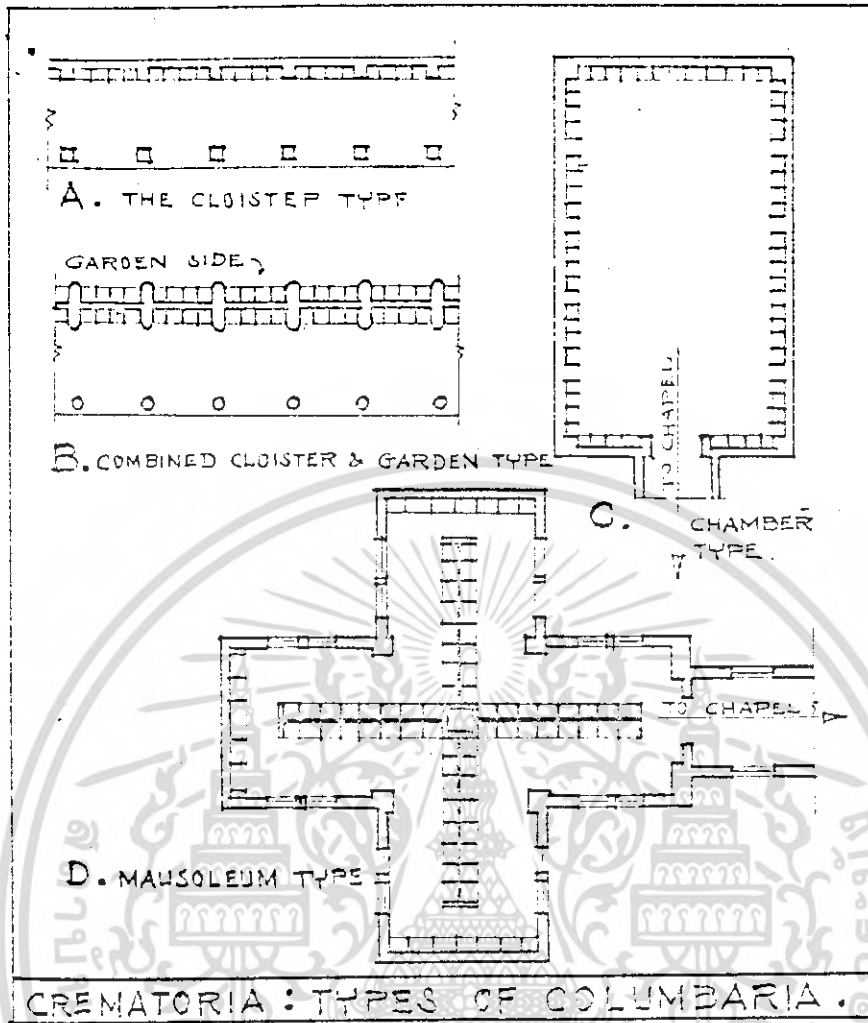 A. THE CLOISTER TYPE
GARDEN SIDE
B. COMBINED CLOISTER & GARDEN TYPE
TO CHAPEL
C. CHAMBER
TYPE.
TO CHAPEL
D. MAUSOLEUM TYPE
CREMATORIA : TYPES OF COLUMBARIA.